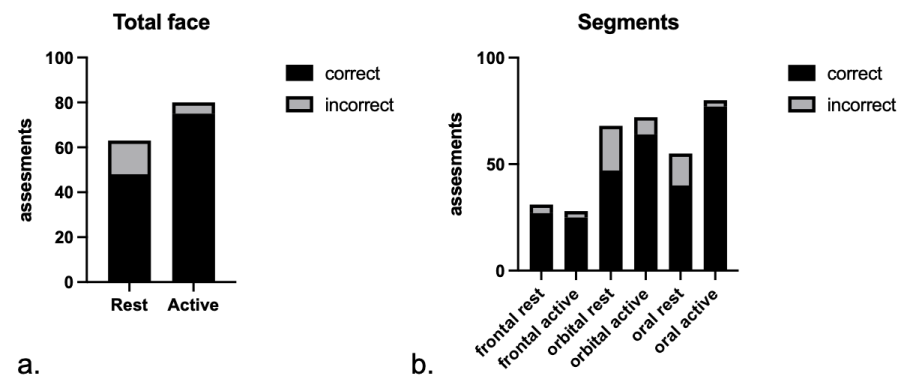 Total face
100
80
60
40
20
0
assesments
Rest Active
correct
incorrect
a.
Segments
100
50
0
assesments
frontal rest
frontal active
orbital rest
orbital active
oral rest
oral active
correct
incorrect
b.